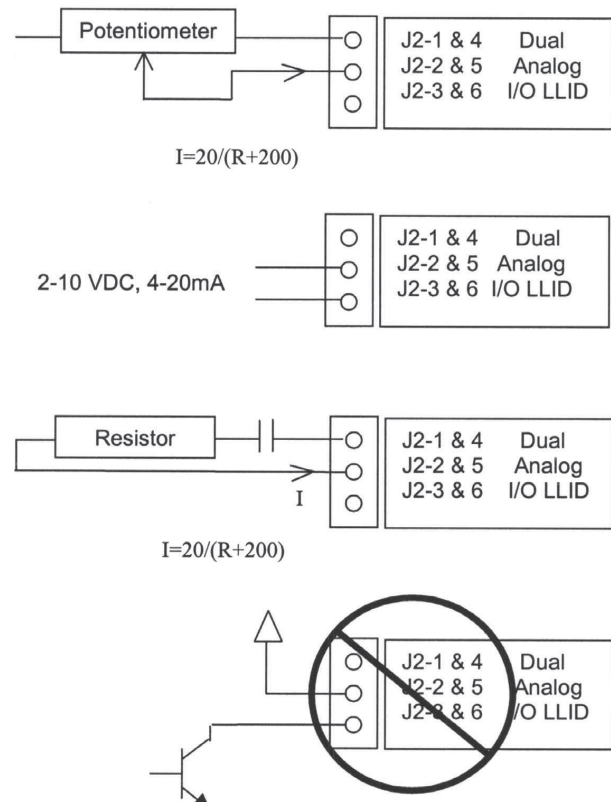 Potentiometer
J2-1 & 4 Dual
J2-2 & 5 Analog
J2-3 & 6 I/O LLID
I=20/(R+200)
J2-1 & 4 Dual
J2-2 & 5 Analog
J2-3 & 6 I/O LLID
2-10 VDC, 4-20mA
Resistor
J2-1 & 4 Dual
J2-2 & 5 Analog
J2-3 & 6 I/O LLID
I
I=20/(R+200)
J2-1 & 4 Dual
J2-2 & 5 Analog
J2-3 & 6 I/O LLID